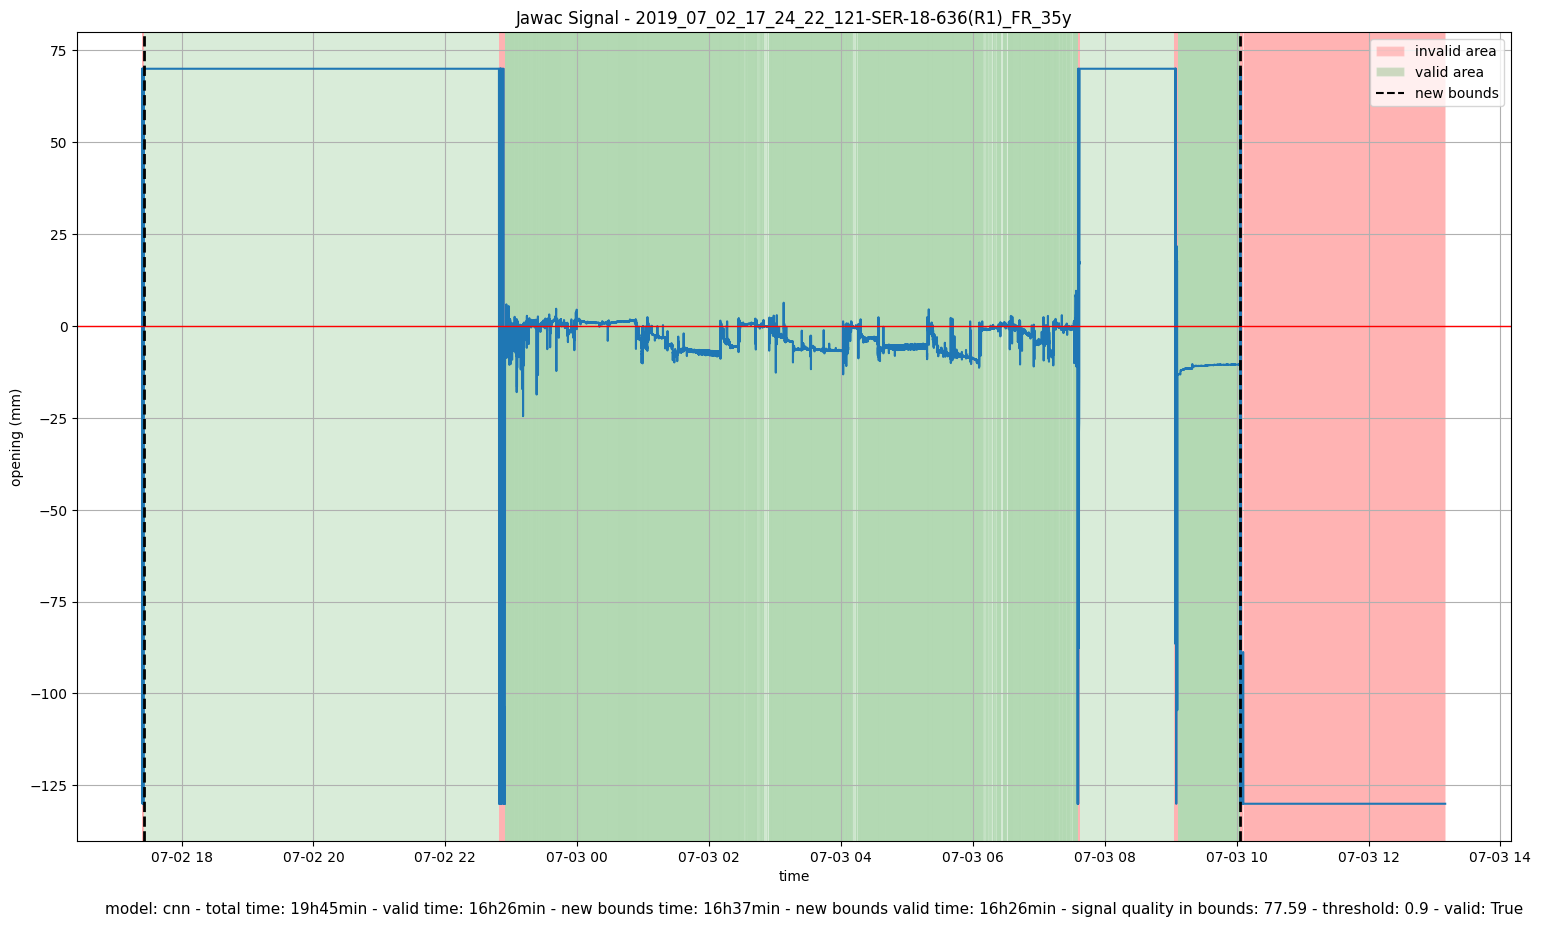 Jawac Signal - 2019_07_02_17_24_22_121-SER-18-636(R1)_FR_35y
invalid area
valid area
new bounds
75
50
25
0
−25
−50
−75
−100
−125
opening (mm)
07-02 18
07-02 20
07-02 22
07-03 00
07-03 02
07-03 04
07-03 06
07-03 08
07-03 10
07-03 12
07-03 14
time
model: cnn - total time: 19h45min - valid time: 16h26min - new bounds time: 16h37min - new bounds valid time: 16h26min - signal quality in bounds: 77.59 - threshold: 0.9 - valid: True